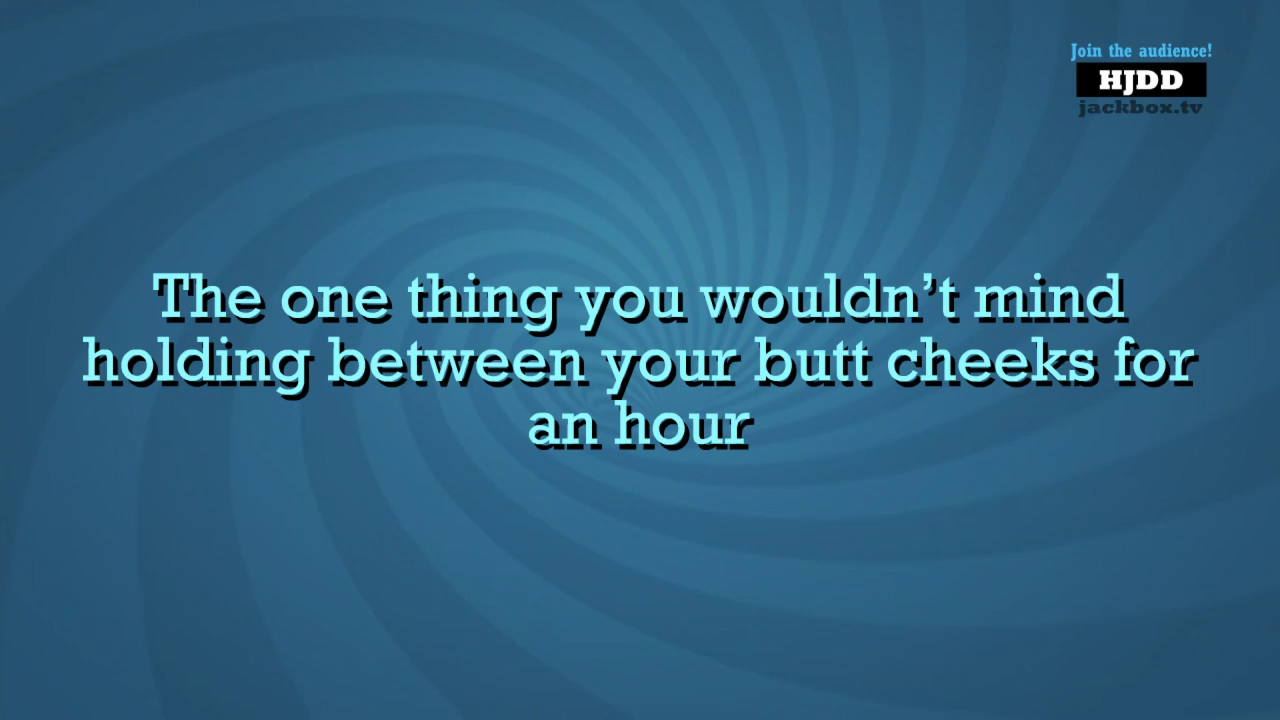 Join the audience!
HJDD
jackbox.tv
The one thing you wouldn't mind
holding between your butt cheeks for
an hour